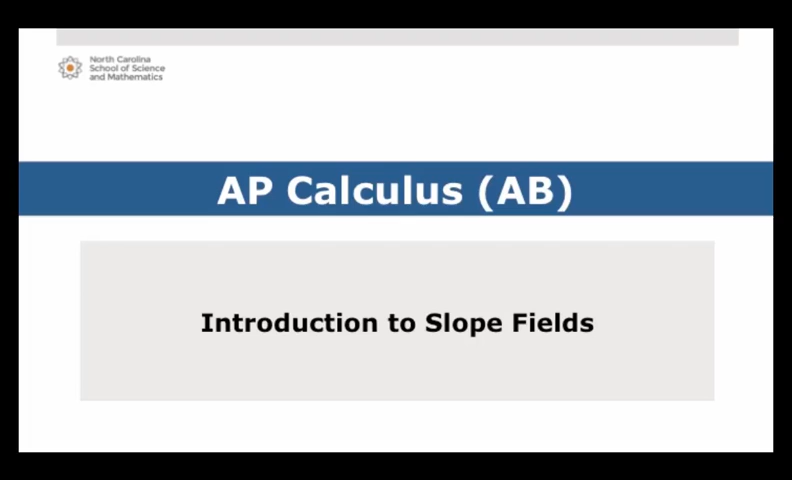 North Carolina
School of Science
and Mathematics
AP Calculus (AB)
Introduction to Slope Fields